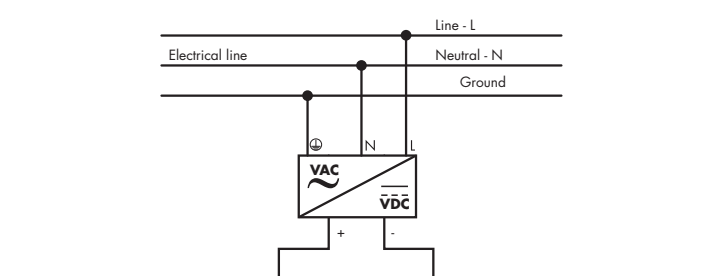 Line - L
Electrical line
Neutral - N
Ground
N
L
VAC
VDC
+
-